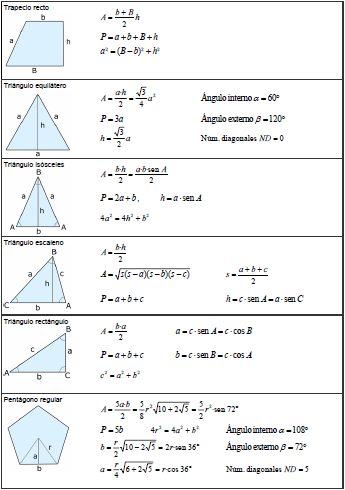 Trapecio recto
b
a
h
B
A = (b + B)/2 h
P = a + b + B + h
a² = (B − b)² + h²
Triángulo equilátero
a
a
h
a
A = a·h/2 = √3/4 a²
Ángulo interno α = 60°
P = 3a
Ángulo externo β = 120°
h = √3/2 a
Núm. diagonales ND = 0
Triángulo isósceles
B
a
a
h
A
b
A
A = b·h/2 = a·b sen A/2
P = 2a + b, h = a·sen A
4a² = 4h² + b²
Triángulo escaleno
B
a
c
h
C
b
A
A = b·h/2
A = √s(s−a)(s−b)(s−c)
s = (a + b + c)/2
P = a + b + c
h = c·sen A = a·sen C
Triángulo rectángulo
B
c
a
A
b
C
A = b·a/2
a = c·sen A = c·cos B
P = a + b + c
b = c·sen B = c·cos A
c² = a² + b²
Pentágono regular
a
r
b
A = 5a·b/2 = 5/8 r² √10 + 2√5 = 5/2 r²·sen 72°
P = 5b
4r² = 4a² + b²
Ángulo interno α = 108°
b = r/2 √10 − 2√5 = 2r·sen 36°
Ángulo externo β = 72°
a = r/4 √6 + 2√5 = r·cos 36°
Núm. diagonales ND = 5